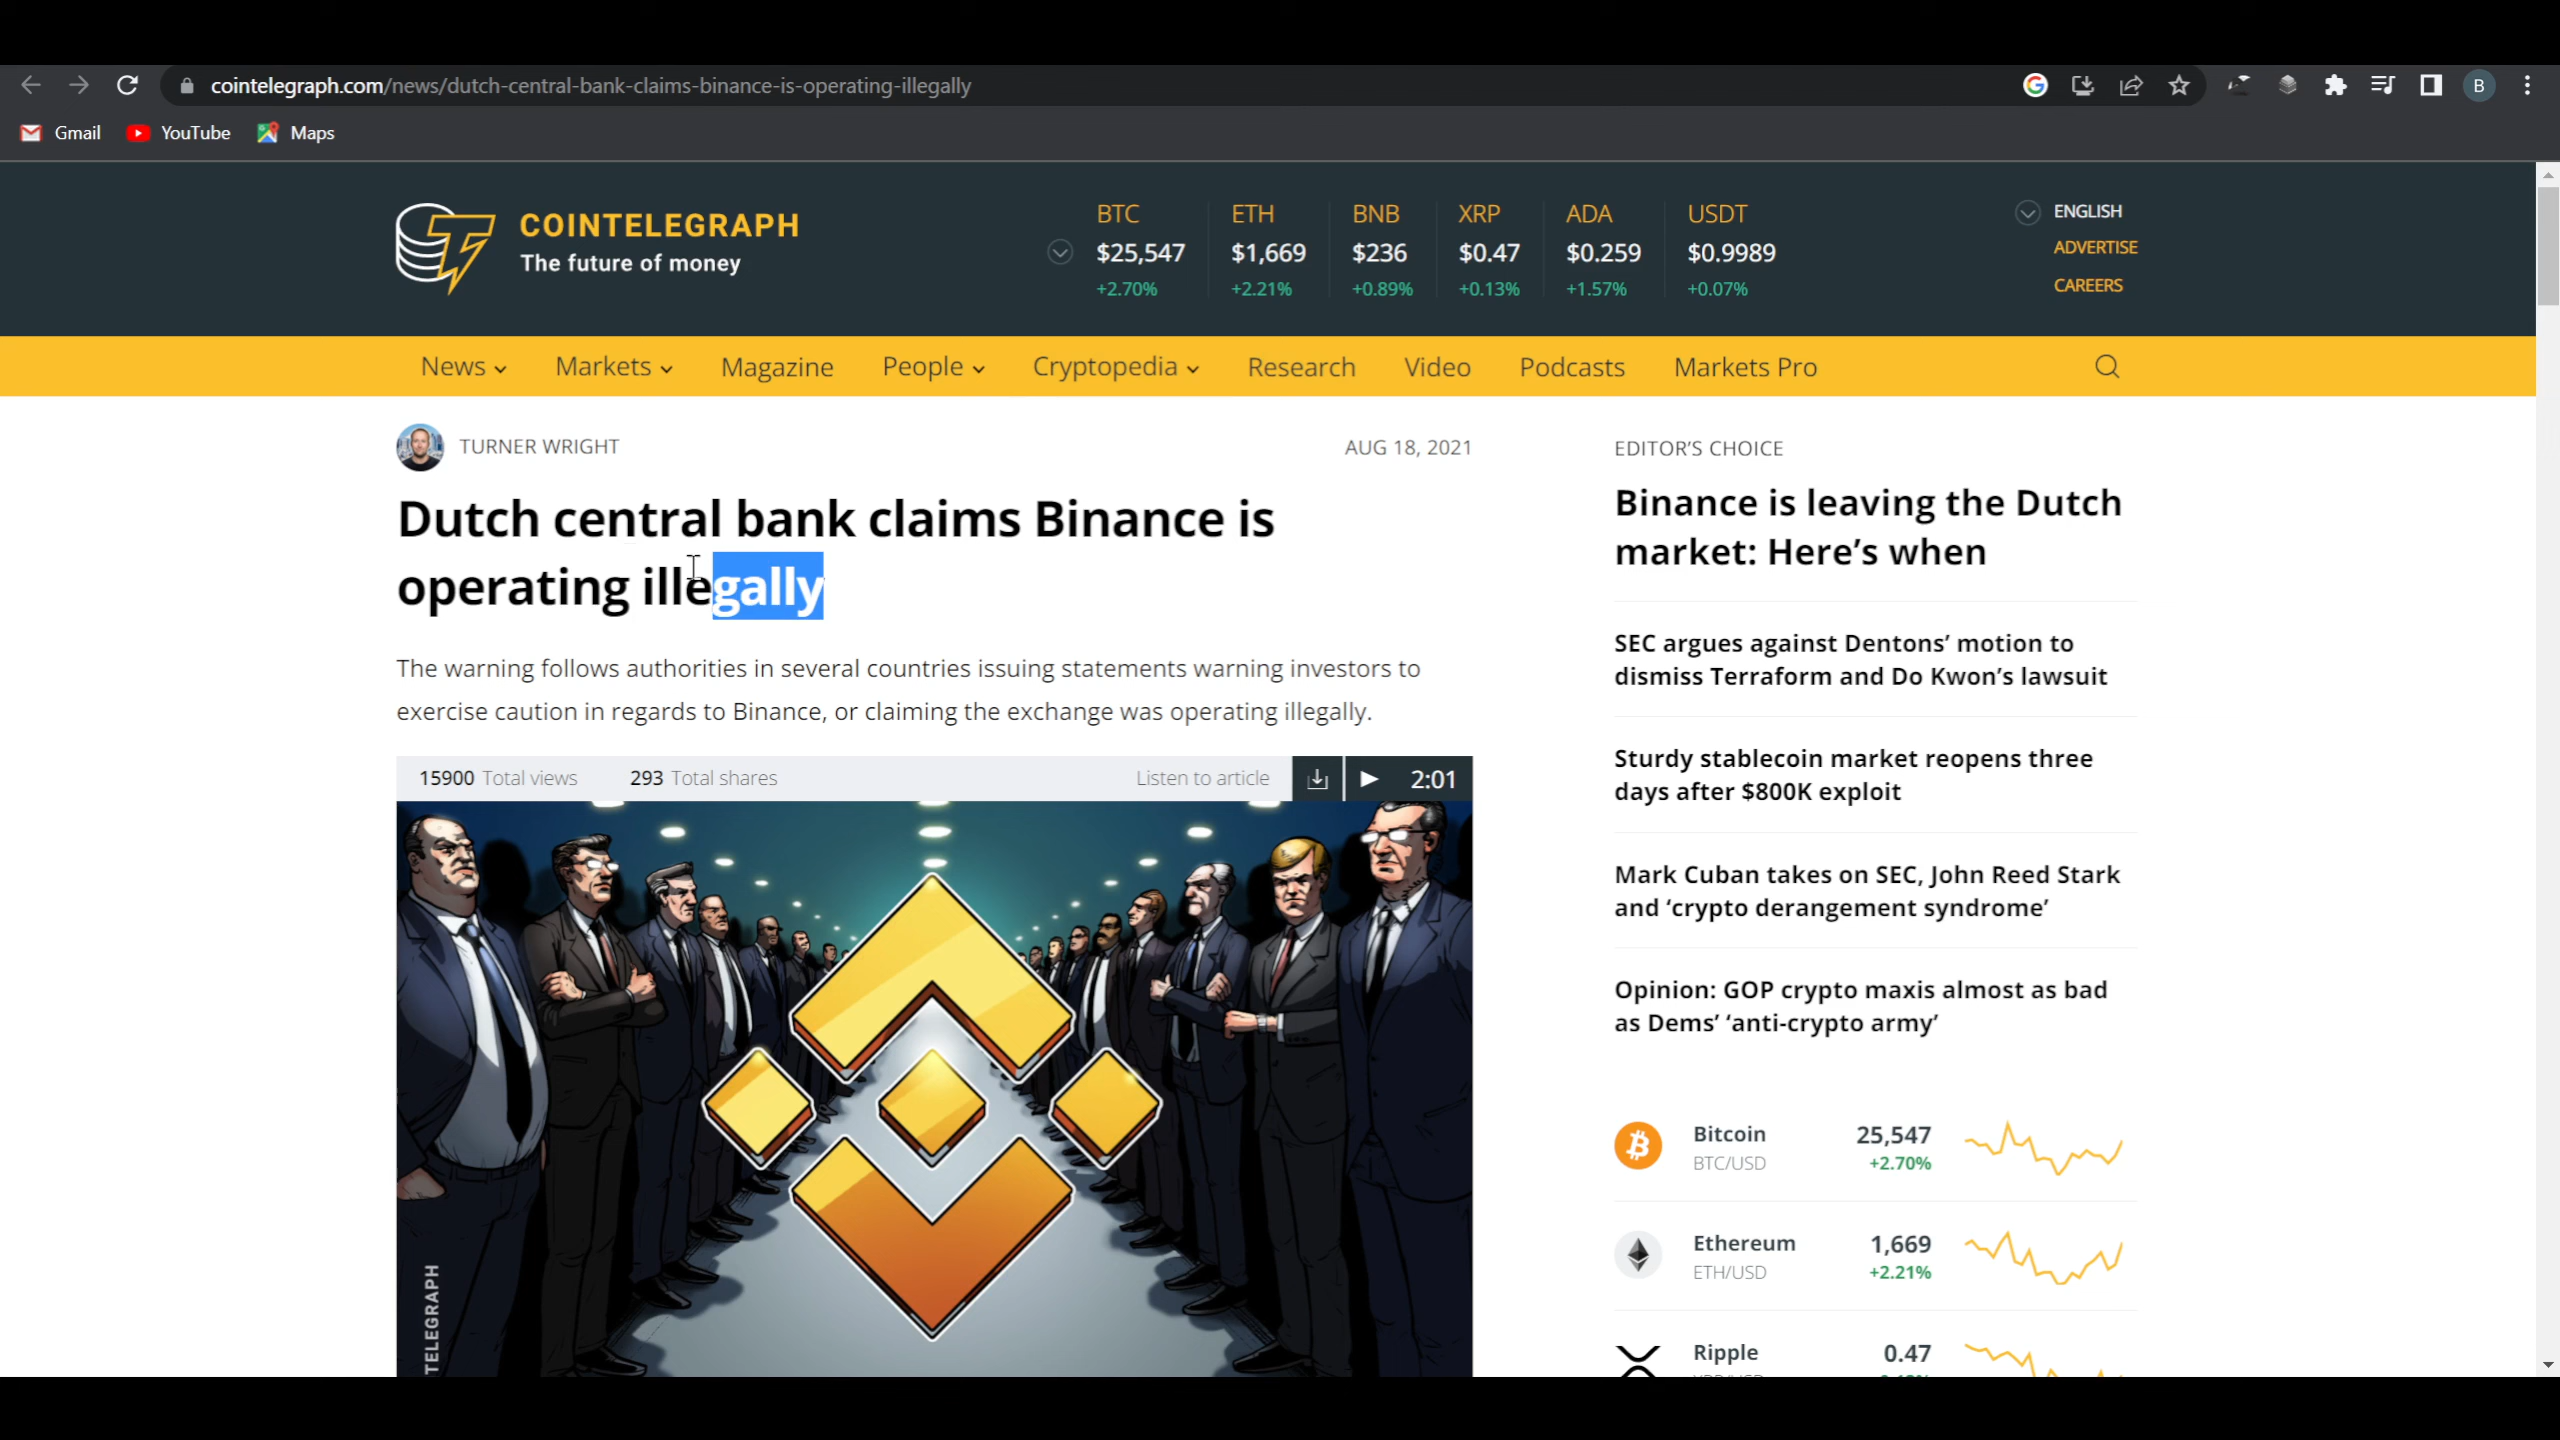 cointelegraph.com/news/dutch-central-bank-claims-binance-is-operating-illegally
B
Gmail
YouTube
Maps
COINTELEGRAPH
The future of money
BTC
$25,547
+2.70%
ETH
$1,669
+2.21%
BNB
$236
+0.89%
XRP
$0.47
+0.13%
ADA
$0.259
+1.57%
USDT
$0.9989
+0.07%
ENGLISH
ADVERTISE
CAREERS
News
Markets
Magazine
People
Cryptopedia
Research
Video
Podcasts
Markets Pro
TURNER WRIGHT
AUG 18, 2021
Dutch central bank claims Binance is
operating illegally
The warning follows authorities in several countries issuing statements warning investors to
exercise caution in regards to Binance, or claiming the exchange was operating illegally.
15900 Total views
293 Total shares
Listen to article
2:01
TELEGRAPH
EDITOR'S CHOICE
Binance is leaving the Dutch
market: Here's when
SEC argues against Dentons' motion to
dismiss Terraform and Do Kwon's lawsuit
Sturdy stablecoin market reopens three
days after $800K exploit
Mark Cuban takes on SEC, John Reed Stark
and 'crypto derangement syndrome'
Opinion: GOP crypto maxis almost as bad
as Dems' 'anti-crypto army'
Bitcoin
BTC/USD
25,547
+2.70%
Ethereum
ETH/USD
1,669
+2.21%
Ripple
0.47